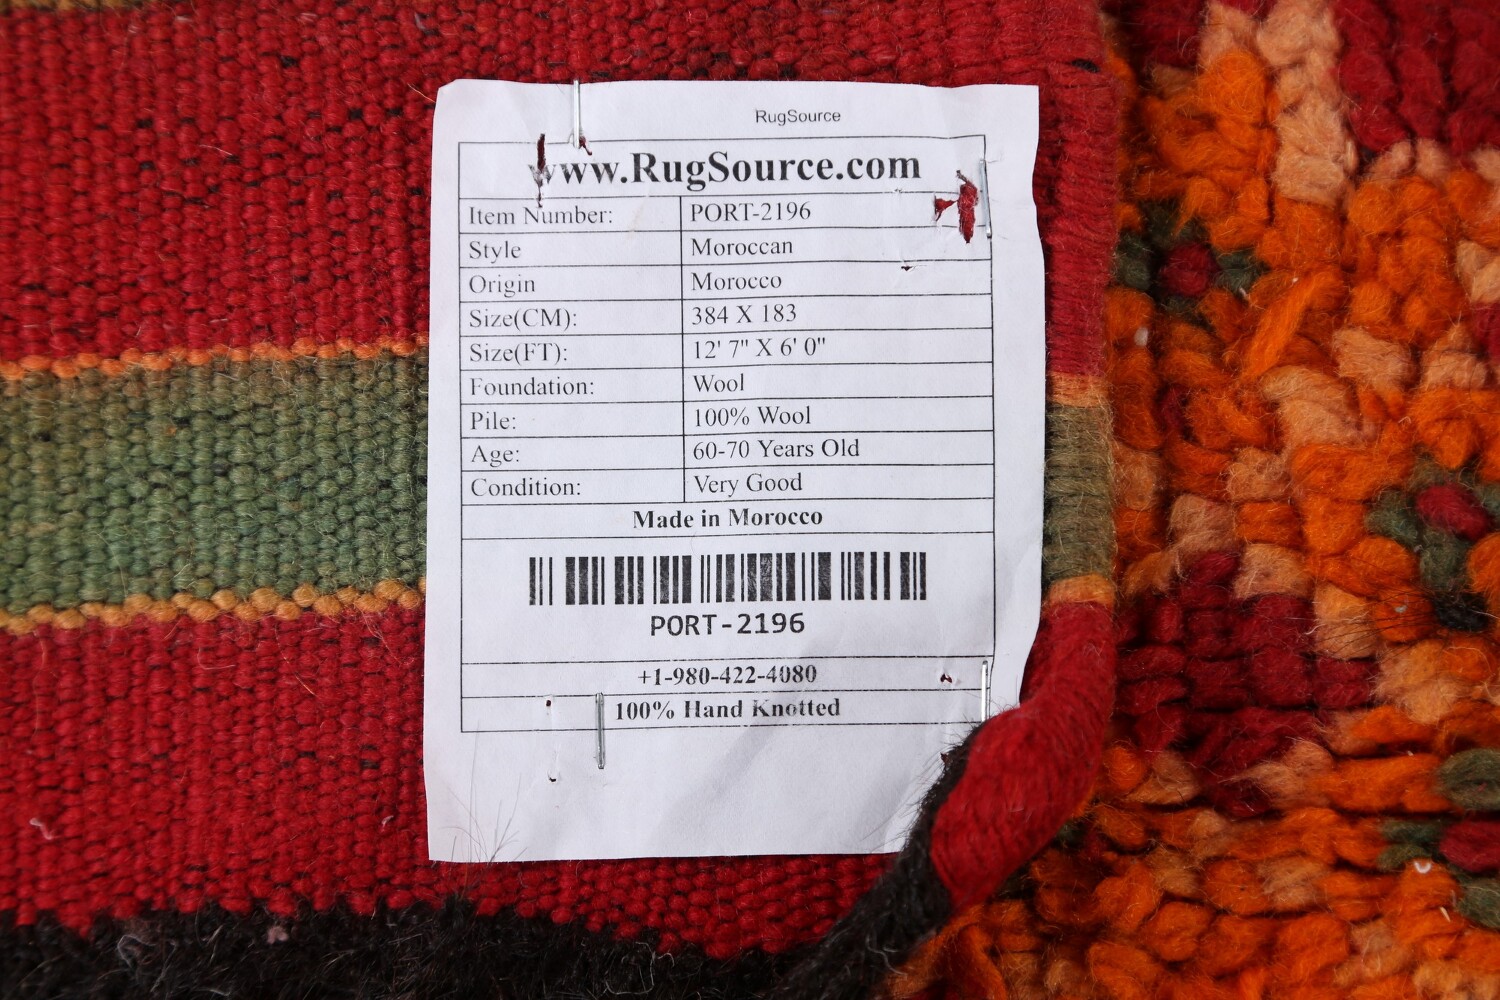 RugSource
www.RugSource.com
Item Number: PORT-2196
Style Moroccan
Origin Morocco
Size(CM): 384 X 183
Size(FT): 12' 7" X 6' 0"
Foundation: Wool
Pile: 100% Wool
Age: 60-70 Years Old
Condition: Very Good
Made in Morocco
PORT-2196
+1-980-422-4080
100% Hand Knotted